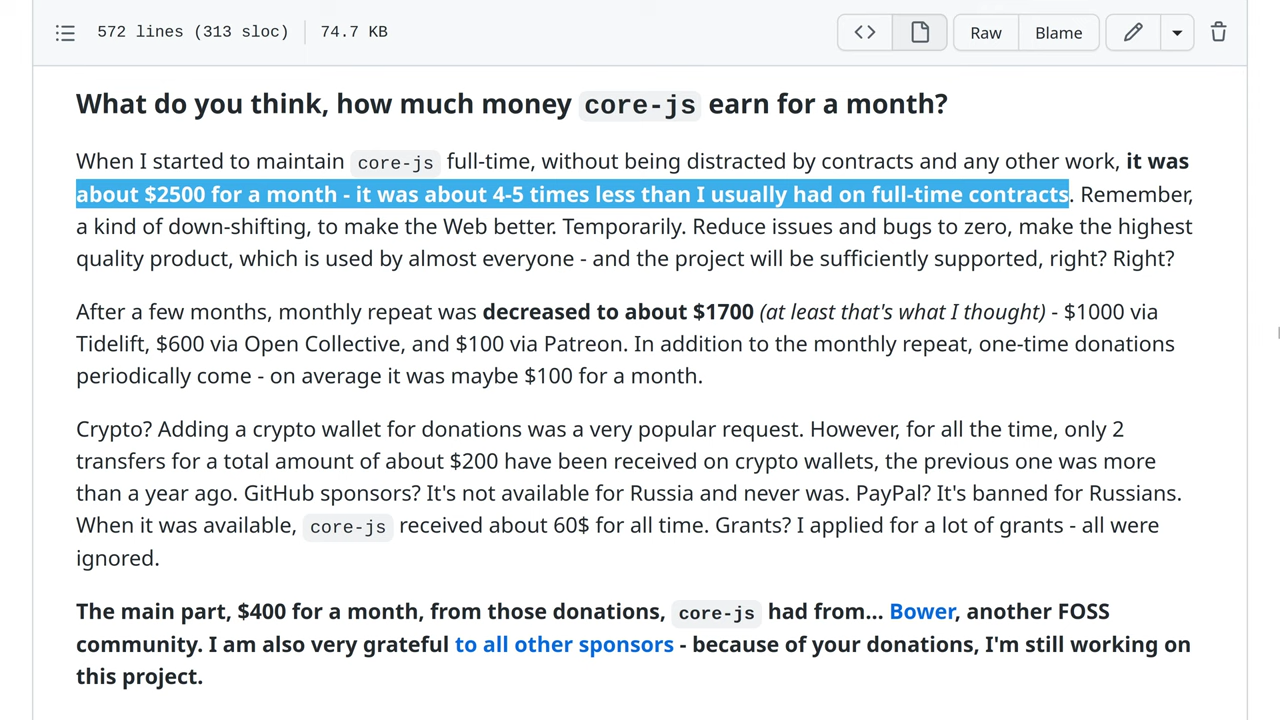 572 lines (313 sloc) 74.7 KB Raw Blame
What do you think, how much money core-js earn for a month?
When I started to maintain core-js full-time, without being distracted by contracts and any other work, it was
about $2500 for a month - it was about 4-5 times less than I usually had on full-time contracts. Remember,
a kind of down-shifting, to make the Web better. Temporarily. Reduce issues and bugs to zero, make the highest
quality product, which is used by almost everyone - and the project will be sufficiently supported, right? Right?
After a few months, monthly repeat was decreased to about $1700 (at least that's what I thought) - $1000 via
Tidelift, $600 via Open Collective, and $100 via Patreon. In addition to the monthly repeat, one-time donations
periodically come - on average it was maybe $100 for a month.
Crypto? Adding a crypto wallet for donations was a very popular request. However, for all the time, only 2
transfers for a total amount of about $200 have been received on crypto wallets, the previous one was more
than a year ago. GitHub sponsors? It's not available for Russia and never was. PayPal? It's banned for Russians.
When it was available, core-js received about 60$ for all time. Grants? I applied for a lot of grants - all were
ignored.
The main part, $400 for a month, from those donations, core-js had from... Bower, another FOSS
community. I am also very grateful to all other sponsors - because of your donations, I'm still working on
this project.